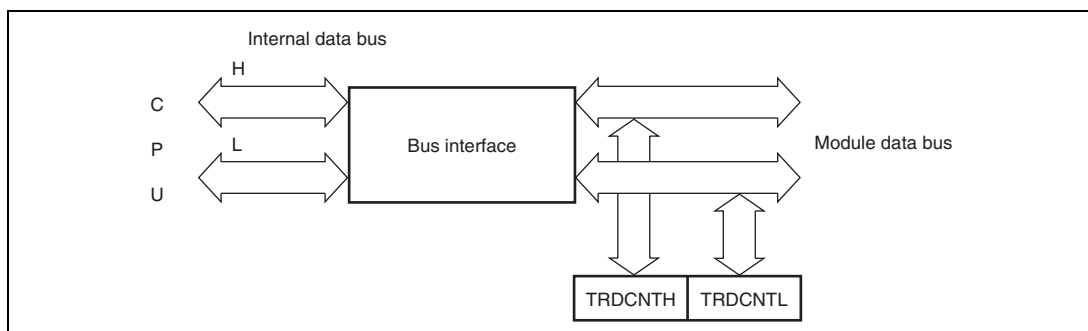 Internal data bus
H
C
P
U
L
Bus interface
Module data bus
TRDCNTH
TRDCNTL